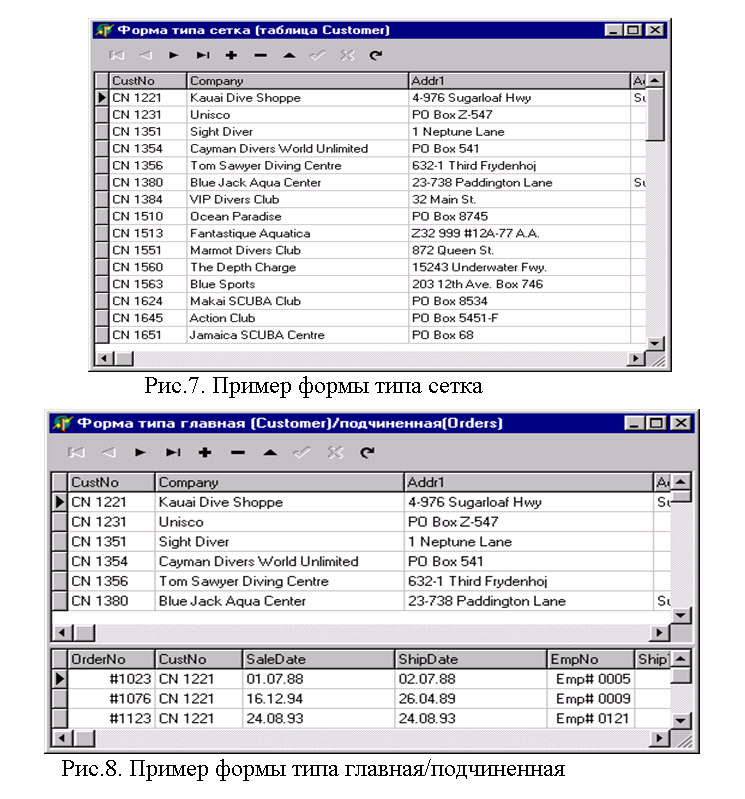 Форма типа сетка (таблица Customer)
CustNo Company Addr1
CN 1221 Kauai Dive Shoppe 4-976 Sugarloaf Hwy
CN 1231 Unisco PO Box Z-547
CN 1351 Sight Diver 1 Neptune Lane
CN 1354 Cayman Divers World Unlimited PO Box 541
CN 1356 Tom Sawyer Diving Centre 632-1 Third Frydenhoj
CN 1380 Blue Jack Aqua Center 23-738 Paddington Lane
CN 1384 VIP Divers Club 32 Main St.
CN 1510 Ocean Paradise PO Box 8745
CN 1513 Fantastique Aquatica Z32 999 #12A-77 A.A.
CN 1551 Marmot Divers Club 872 Queen St.
CN 1560 The Depth Charge 15243 Underwater Fwy.
CN 1563 Blue Sports 203 12th Ave. Box 746
CN 1624 Makai SCUBA Club PO Box 8534
CN 1645 Action Club PO Box 5451-F
CN 1651 Jamaica SCUBA Centre PO Box 68
Рис.7. Пример формы типа сетка
Форма типа главная (Customer)/подчиненная(Orders)
CustNo Company Addr1
CN 1221 Kauai Dive Shoppe 4-976 Sugarloaf Hwy
CN 1231 Unisco PO Box Z-547
CN 1351 Sight Diver 1 Neptune Lane
CN 1354 Cayman Divers World Unlimited PO Box 541
CN 1356 Tom Sawyer Diving Centre 632-1 Third Frydenhoj
CN 1380 Blue Jack Aqua Center 23-738 Paddington Lane
OrderNo CustNo SaleDate ShipDate EmpNo
#1023 CN 1221 01.07.88 02.07.88 Emp# 0005
#1076 CN 1221 16.12.94 26.04.89 Emp# 0009
#1123 CN 1221 24.08.93 24.08.93 Emp# 0121
Рис.8. Пример формы типа главная/подчиненная